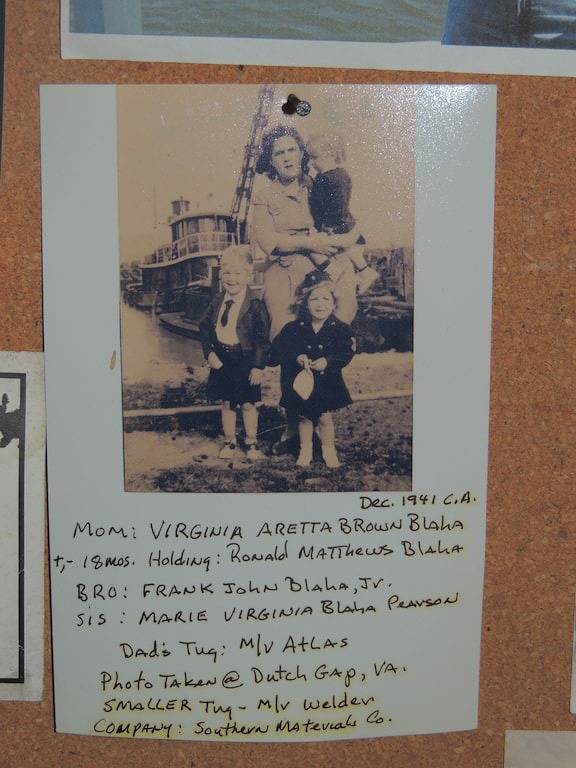 Dec. 1941 C.A.
MOM: VIRGINIA ARETTA BROWN Blaha
+,- 18mos. Holding: RONALD MATTHEWS BLAHA
BRO: FRANK JOHN Blaha, Jr.
SIS: MARIE VIRGINIA Blaha Pearson
Dad's Tug: M/V AtLAS
Photo TAKEN @ Dutch GAP, VA.
SMALLER Tug - M/V Welder
COMPANY: Southern Materials Co.